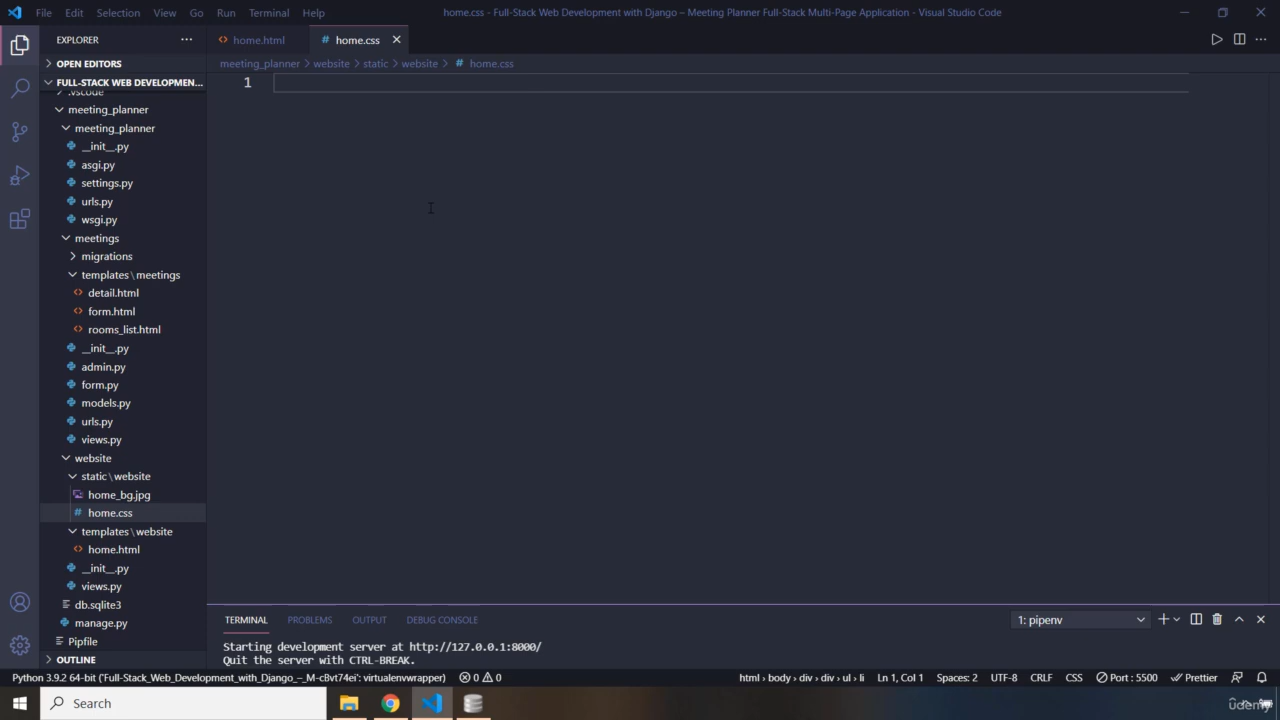 File Edit Selection View Go Run Terminal Help
home.css - Full-Stack Web Development with Django – Meeting Planner Full-Stack Multi-Page Application - Visual Studio Code
EXPLORER
home.html
home.css
OPEN EDITORS
meeting_planner > website > static > website > # home.css
FULL-STACK WEB DEVELOPMEN...
1
.vscode
meeting_planner
meeting_planner
__init__.py
asgi.py
settings.py
urls.py
wsgi.py
meetings
migrations
templates\meetings
detail.html
form.html
rooms_list.html
__init__.py
admin.py
form.py
models.py
urls.py
views.py
website
static\website
home_bg.jpg
home.css
templates\website
home.html
__init__.py
views.py
db.sqlite3
manage.py
Pipfile
OUTLINE
TERMINAL PROBLEMS OUTPUT DEBUG CONSOLE
1: pipenv
Starting development server at http://127.0.0.1:8000/
Quit the server with CTRL-BREAK.
Python 3.9.2 64-bit ('Full-Stack_Web_Development_with_Django_–_M-cBvt74ei': virtualenvwrapper) 0 0 html › body › div › div › ul › li Ln 1, Col 1 Spaces: 2 UTF-8 CRLF CSS Port : 5500 Prettier
Search
udemy